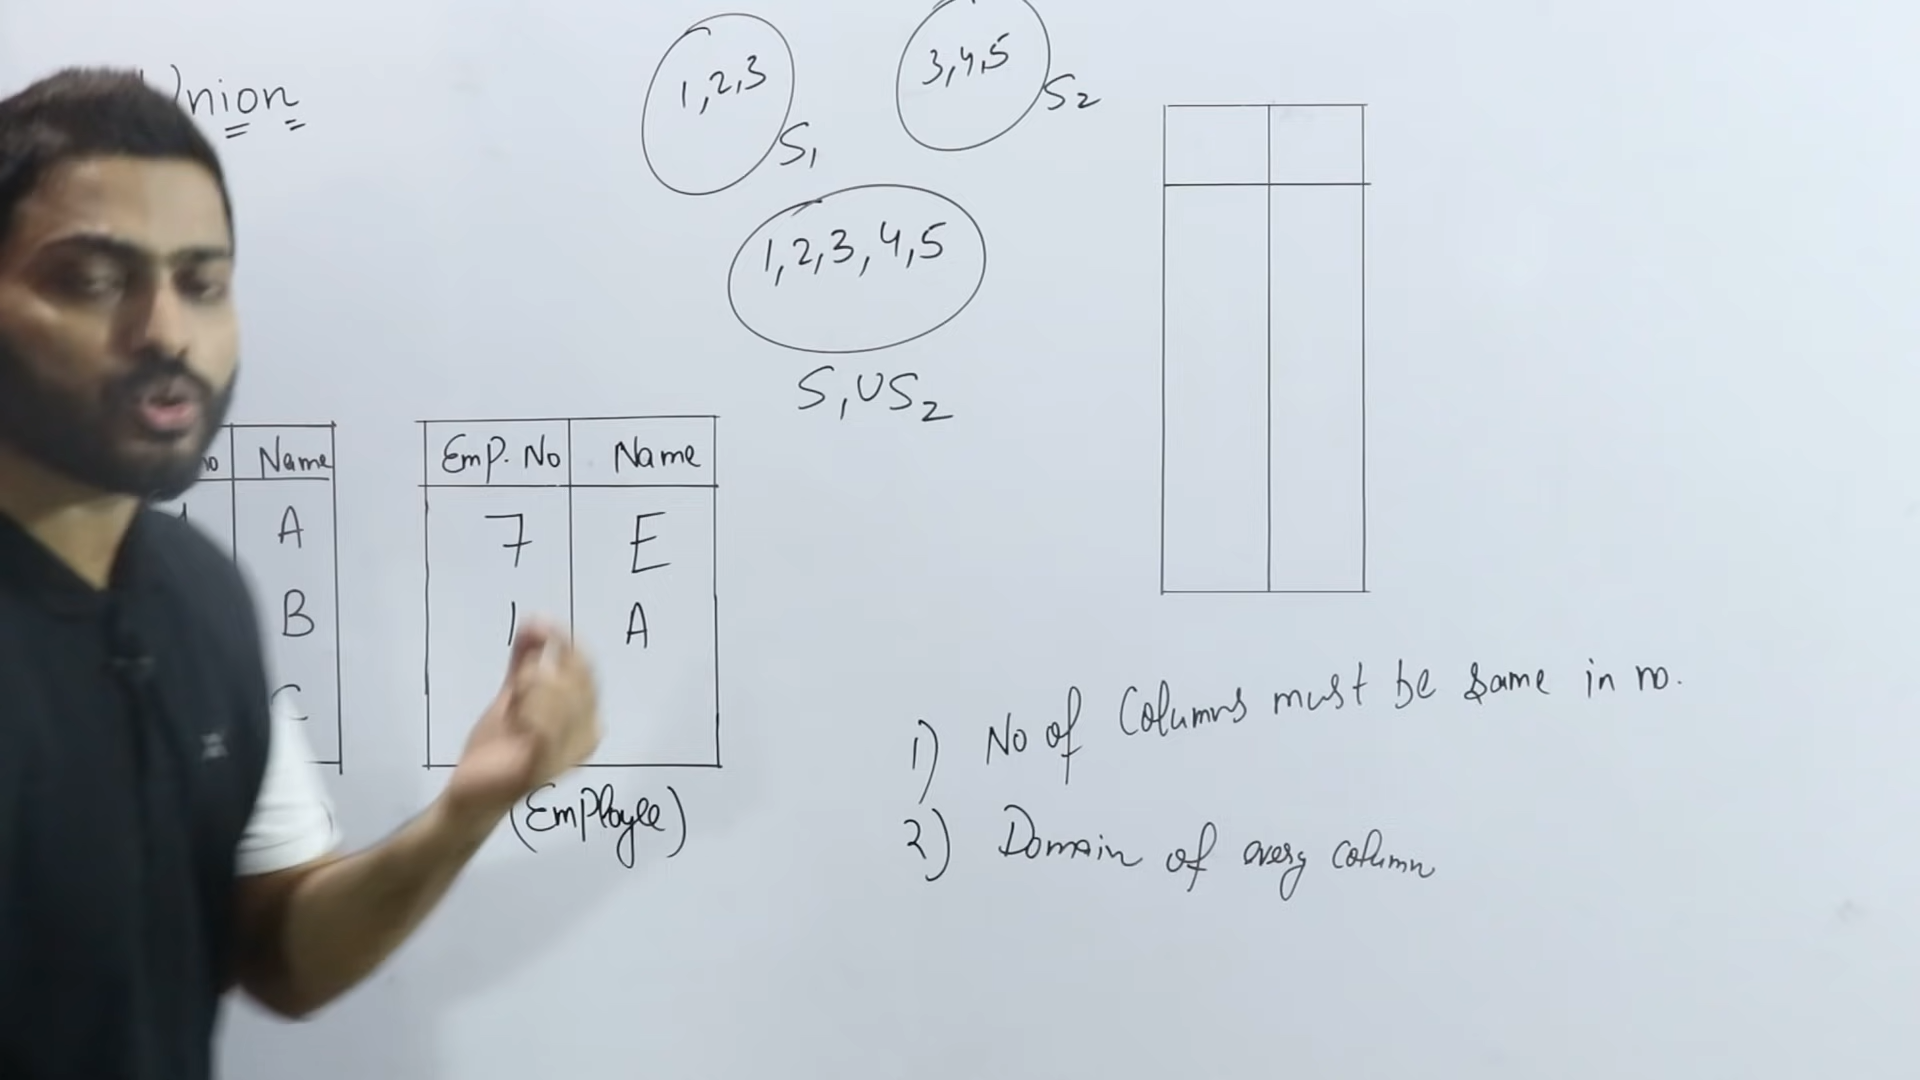 Union
1,2,3
S1
3,4,5
S2
1,2,3,4,5
S1US2
no Name
A
B
C
Emp. No Name
7 E
1 A
(Employee)
1) No of Columns must be same in no.
2) Domain of every column